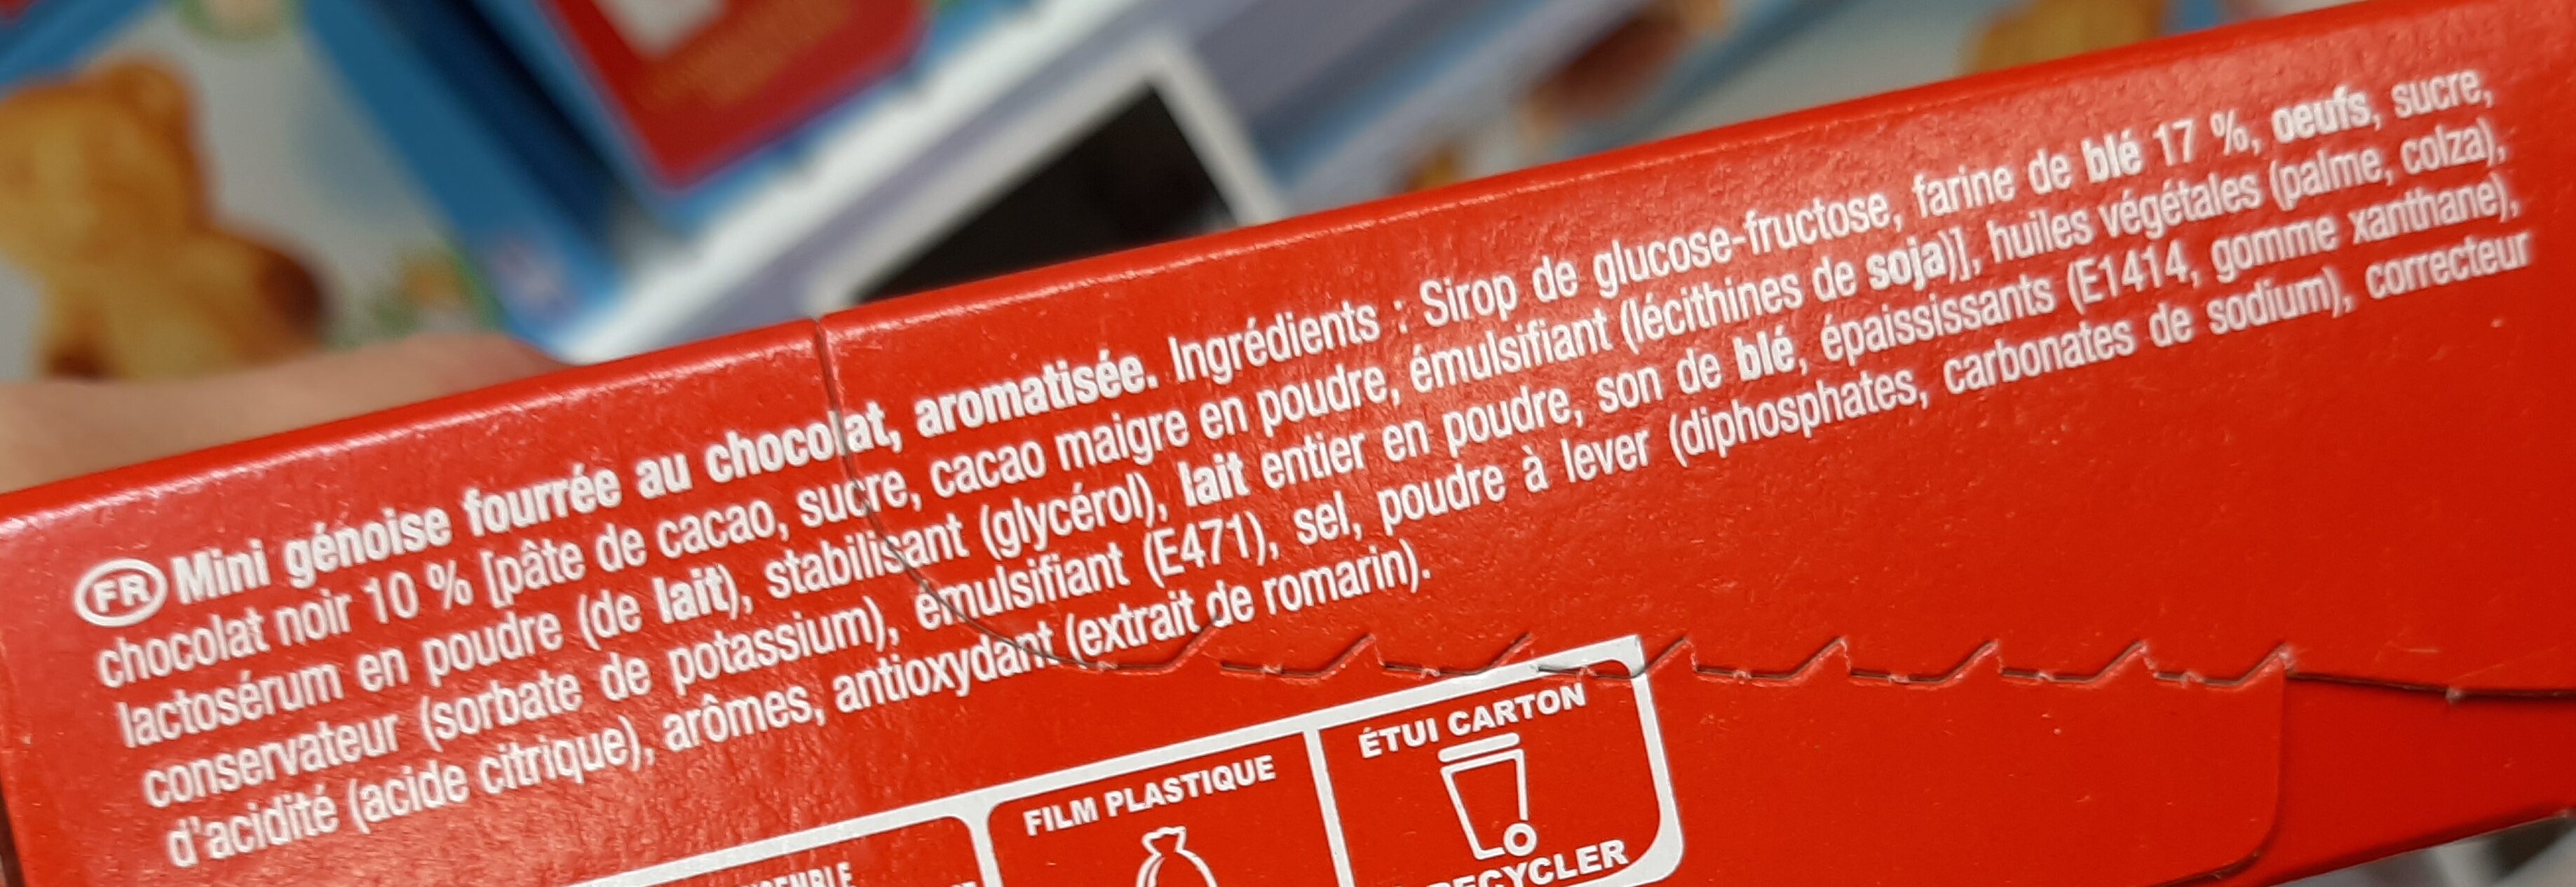 FR Mini génoise fourrée au chocolat, aromatisée. Ingrédients : Sirop de glucose-fructose, farine de blé 17 %, oeufs, sucre,
chocolat noir 10 % [pâte de cacao, sucre, cacao maigre en poudre, émulsifiant (lécithines de soja)], huiles végétales (palme, colza),
lactosérum en poudre (de lait), stabilisant (glycérol), lait entier en poudre, son de blé, épaississants (E1414, gomme xanthane),
conservateur (sorbate de potassium), émulsifiant (E471), sel, poudre à lever (diphosphates, carbonates de sodium), correcteur
d'acidité (acide citrique), arômes, antioxydant (extrait de romarin).
FILM PLASTIQUE
ÉTUI CARTON
RECYCLER